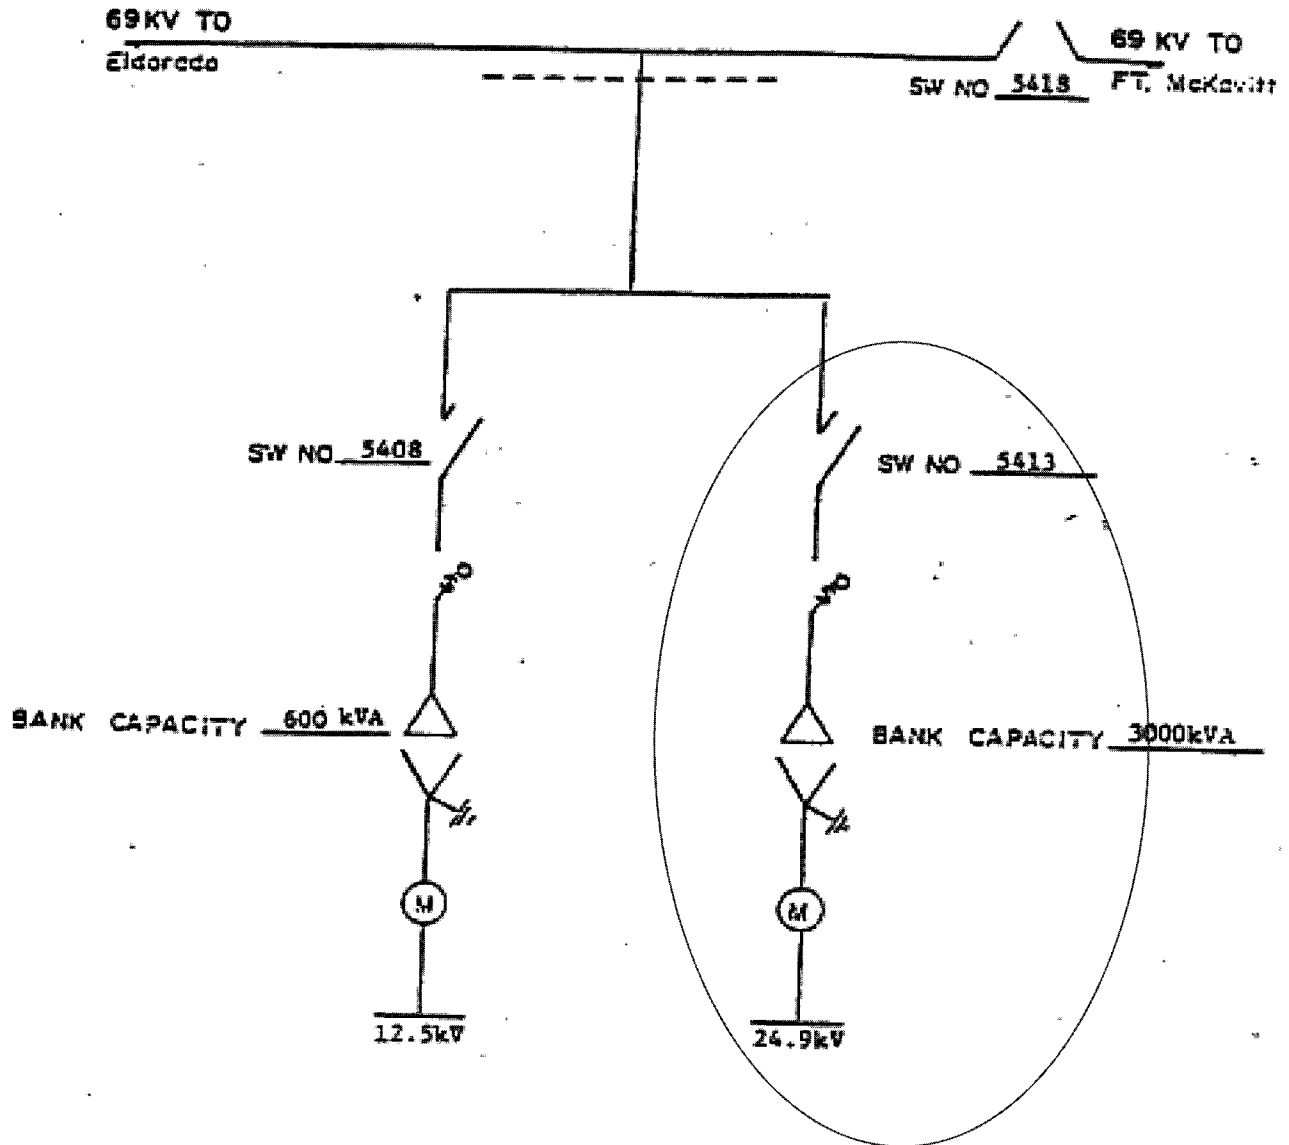 69KV TO
Eldoredo
69 KV TO
FT. McKavitt
SW NO 5418
SW NO 5408
SW NO 5413
BANK CAPACITY 600 kVA
BANK CAPACITY 3000kVA
M
M
12.5kV
24.9kV